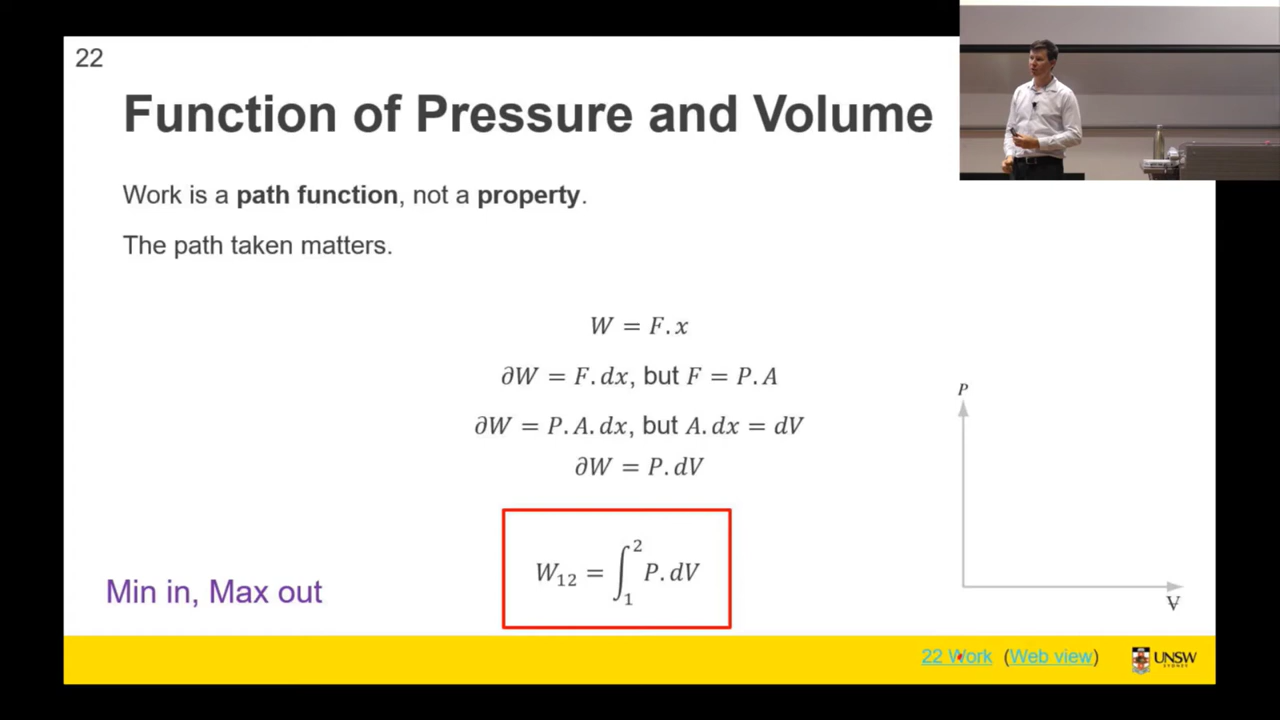 22
Function of Pressure and Volume
Work is a path function, not a property.
The path taken matters.
W = F.x
∂W = F.dx, but F = P.A
∂W = P.A.dx, but A.dx = dV
∂W = P.dV
W₁₂ = ∫₁² P.dV
Min in, Max out
P
V
22 Work (Web view)
UNSW
SYDNEY